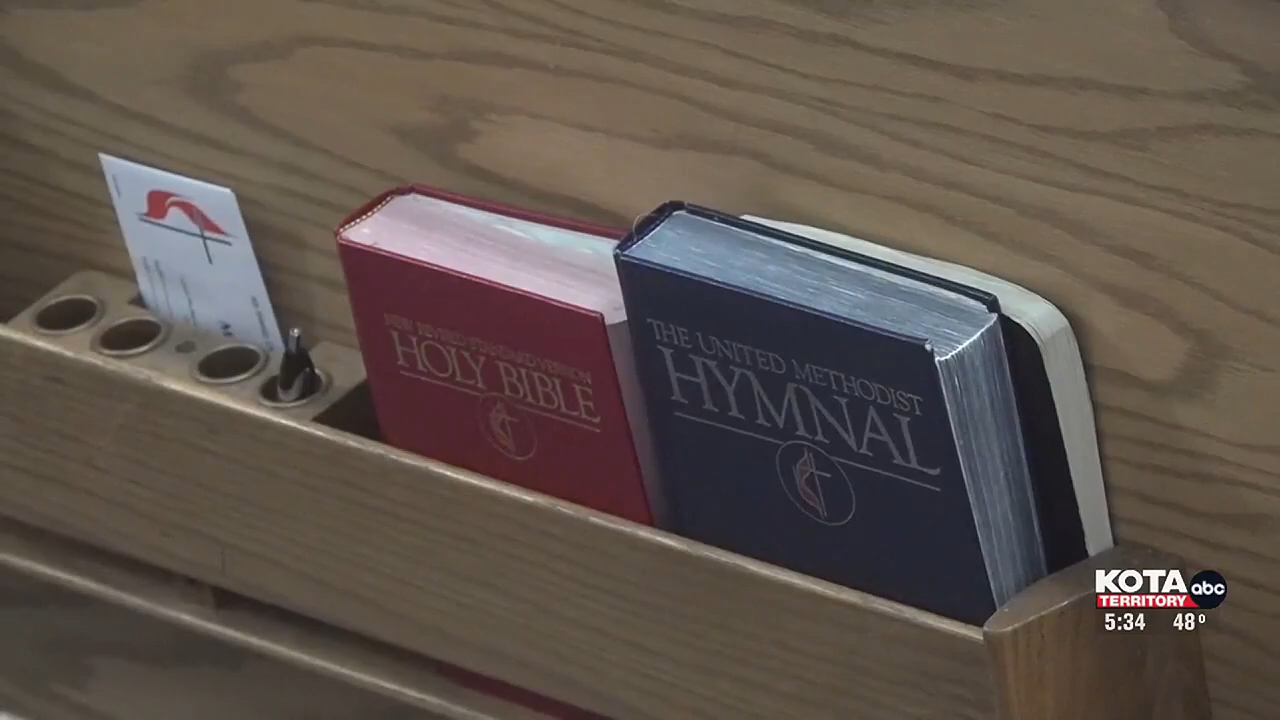 NEW REVISED STANDARD VERSION
HOLY BIBLE
THE UNITED METHODIST
HYMNAL
KOTA
TERRITORY
abc
5:34 48°